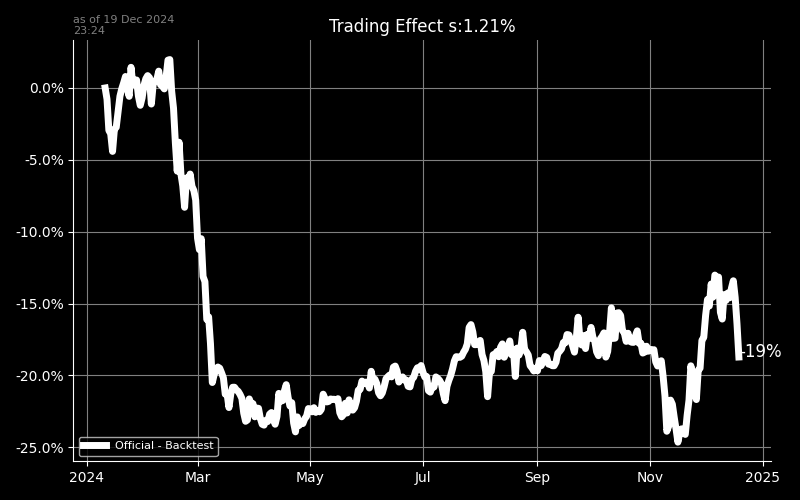 as of 19 Dec 2024
23:24
Trading Effect s:1.21%
0.0%
-5.0%
-10.0%
-15.0%
-20.0%
-25.0%
-19%
Official - Backtest
2024
Mar
May
Jul
Sep
Nov
2025